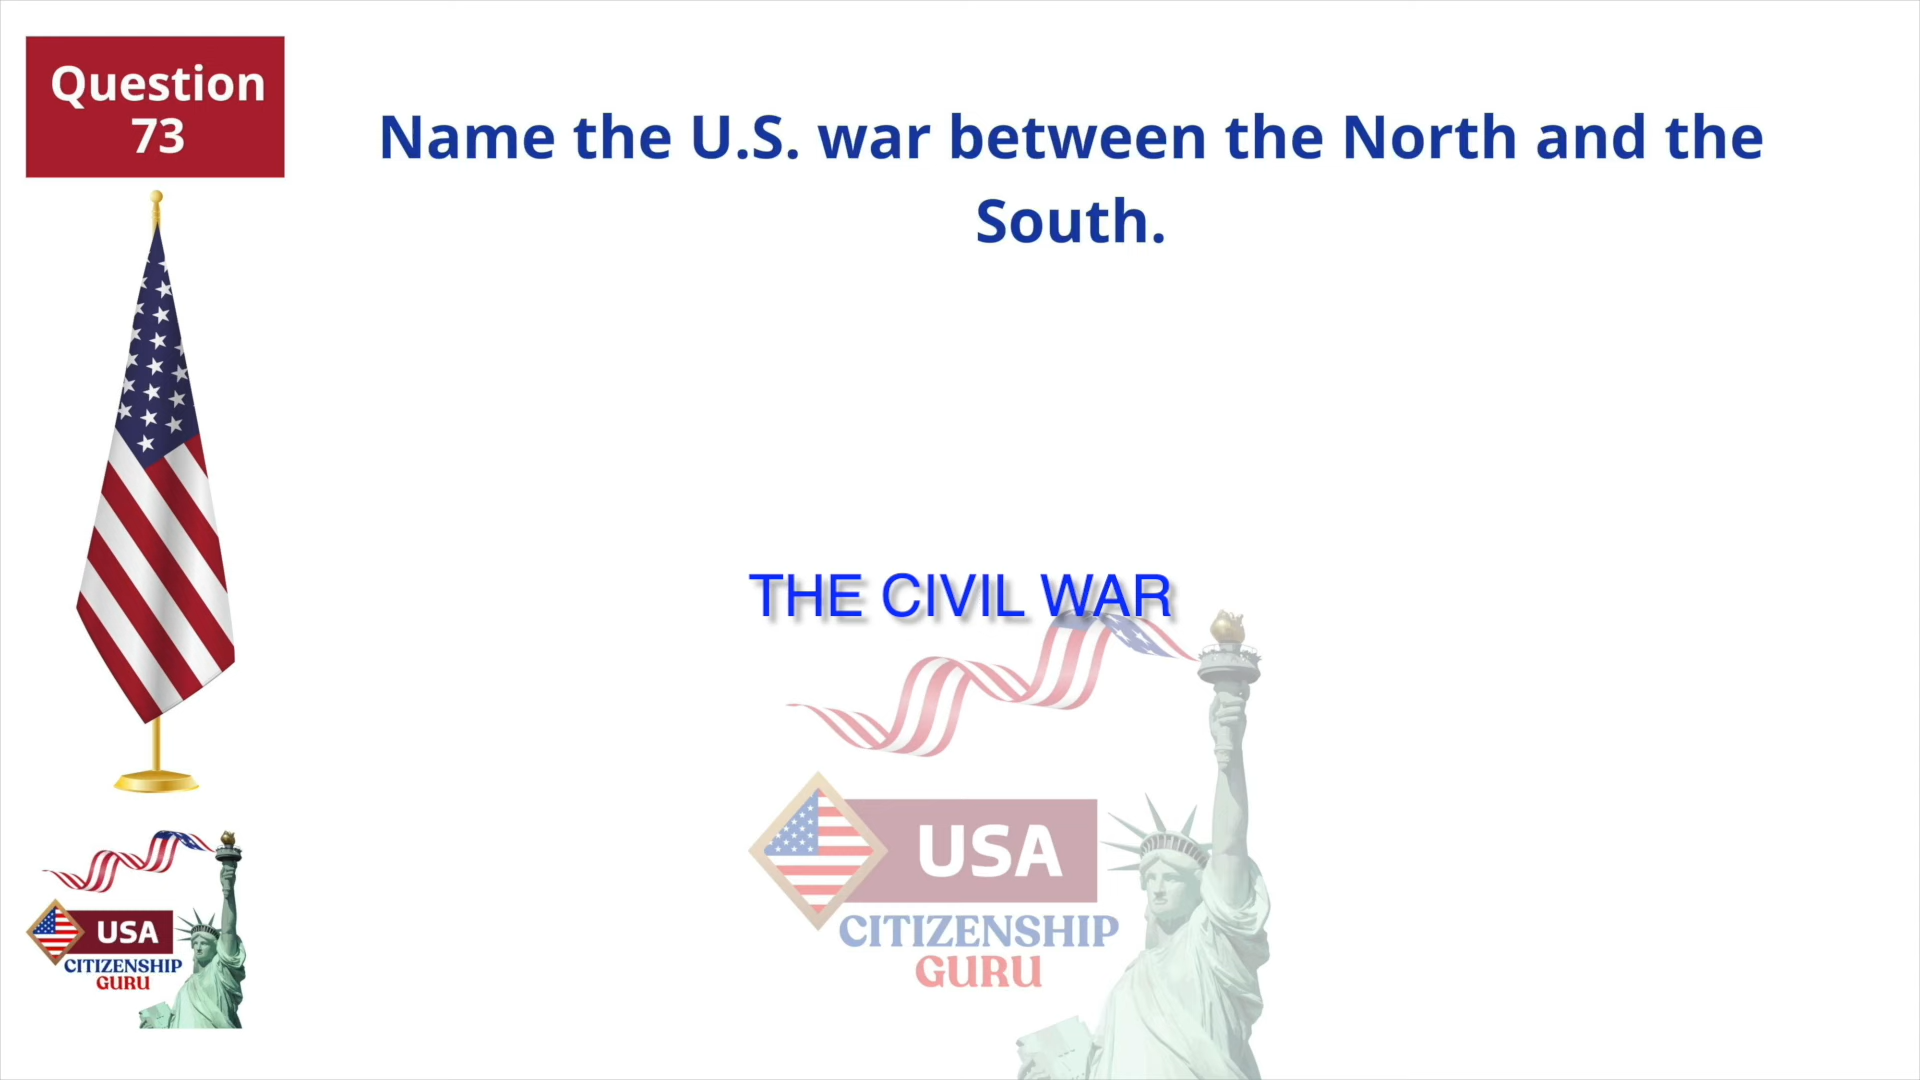 Question
73
Name the U.S. war between the North and the
South.
THE CIVIL WAR
USA
CITIZENSHIP
GURU
USA
CITIZENSHIP
GURU